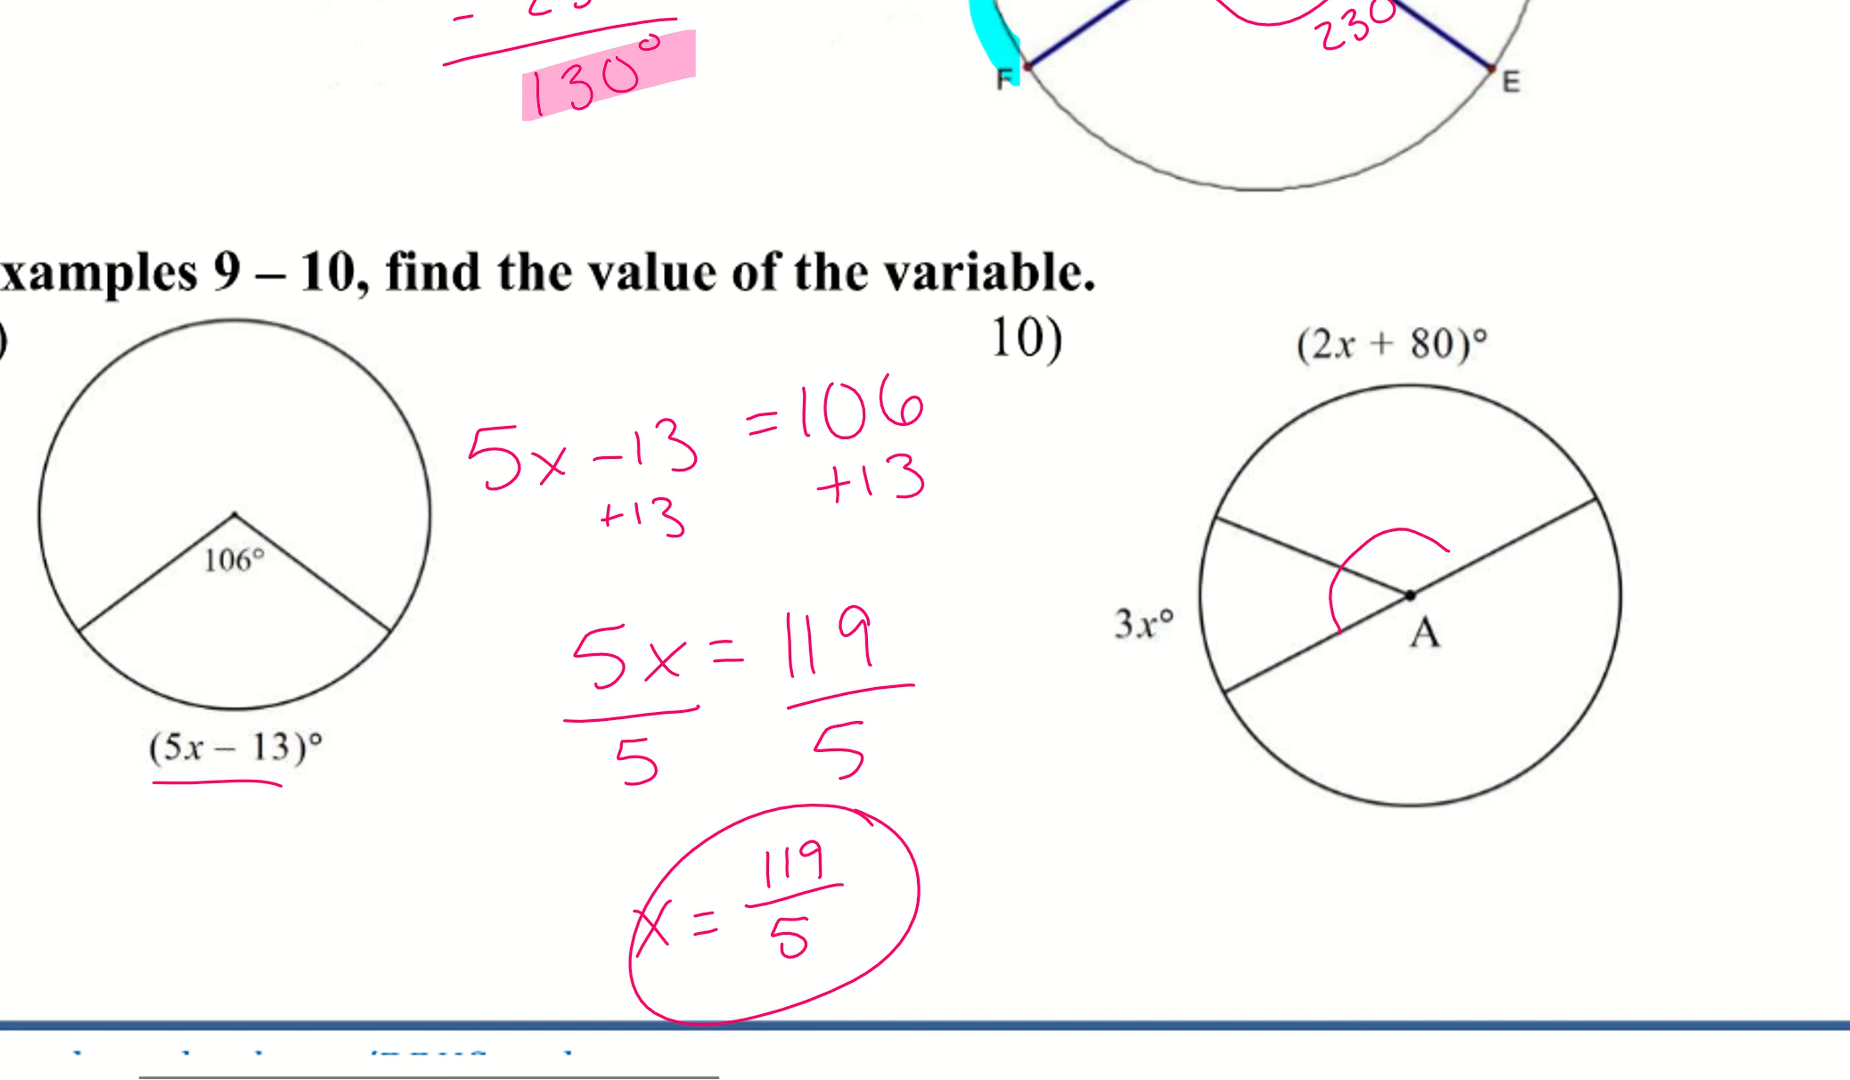 130°
230
F
E
xamples 9 – 10, find the value of the variable.
)
106°
(5x – 13)°
5x -13 = 106
+13 +13
5x = 119
5 5
x = 119
5
10)
(2x + 80)°
3x°
A